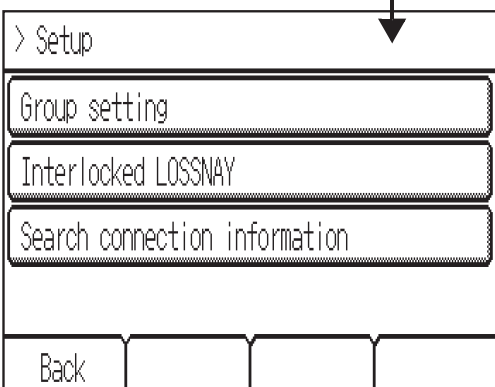 > Setup
Group setting
Interlocked LOSSNAY
Search connection information
Back